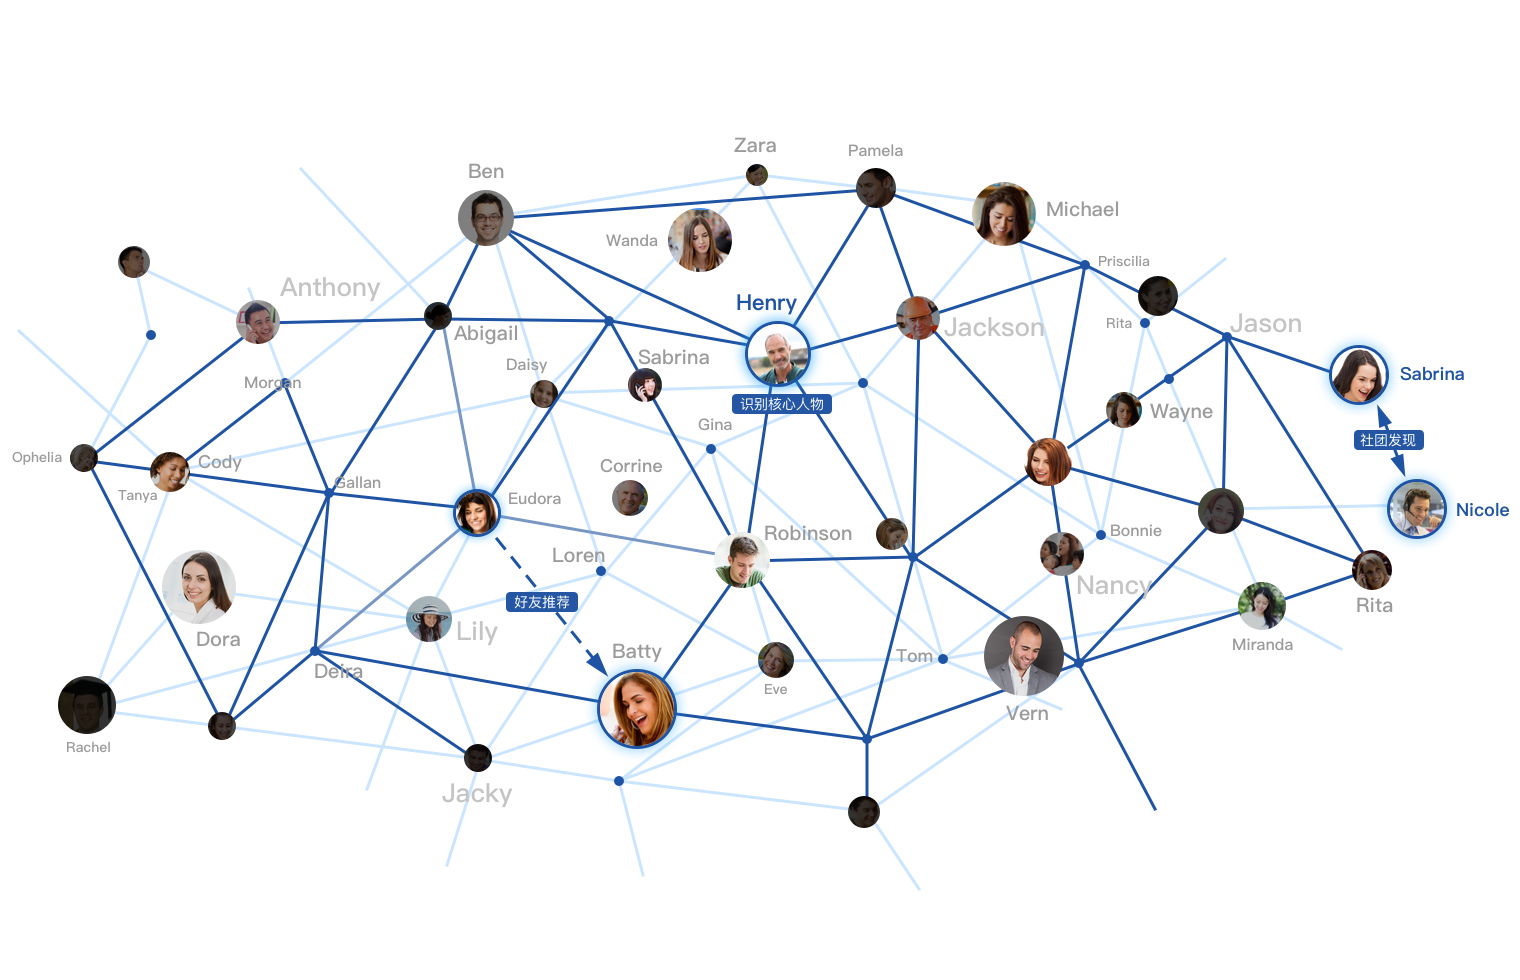 Zara
Pamela
Ben
Michael
Wanda
Priscilia
Anthony
Henry
Rita
Jason
Jackson
Abigail
Sabrina
Daisy
Sabrina
Morgan
识别核心人物
Wayne
Gina
社团发现
Ophelia
Cody
Corrine
Gallan
Tanya
Eudora
Nicole
Bonnie
Robinson
Loren
Nancy
好友推荐
Rita
Lily
Dora
Miranda
Batty
Tom
Deira
Eve
Vern
Rachel
Jacky